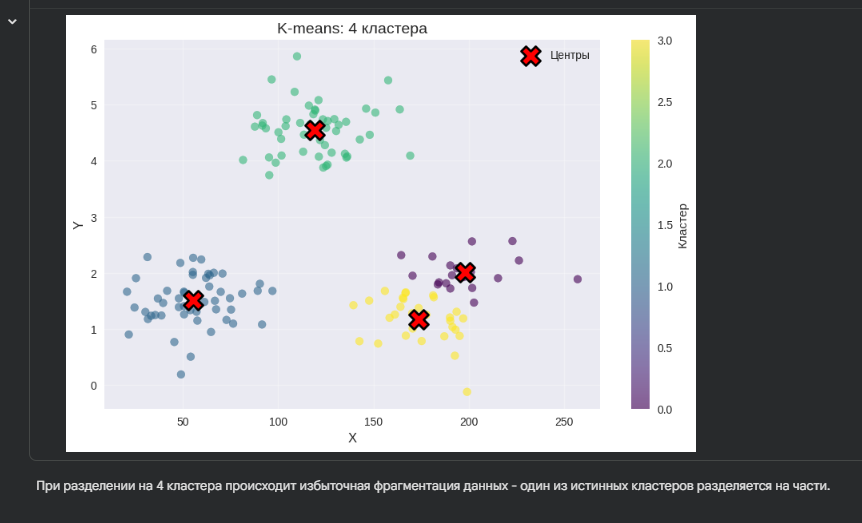 K-means: 4 кластера
Центры
6
5
4
3
2
1
0
Y
50 100 150 200 250
X
3.0
2.5
2.0
1.5
1.0
0.5
0.0
Кластер
При разделении на 4 кластера происходит избыточная фрагментация данных - один из истинных кластеров разделяется на части.